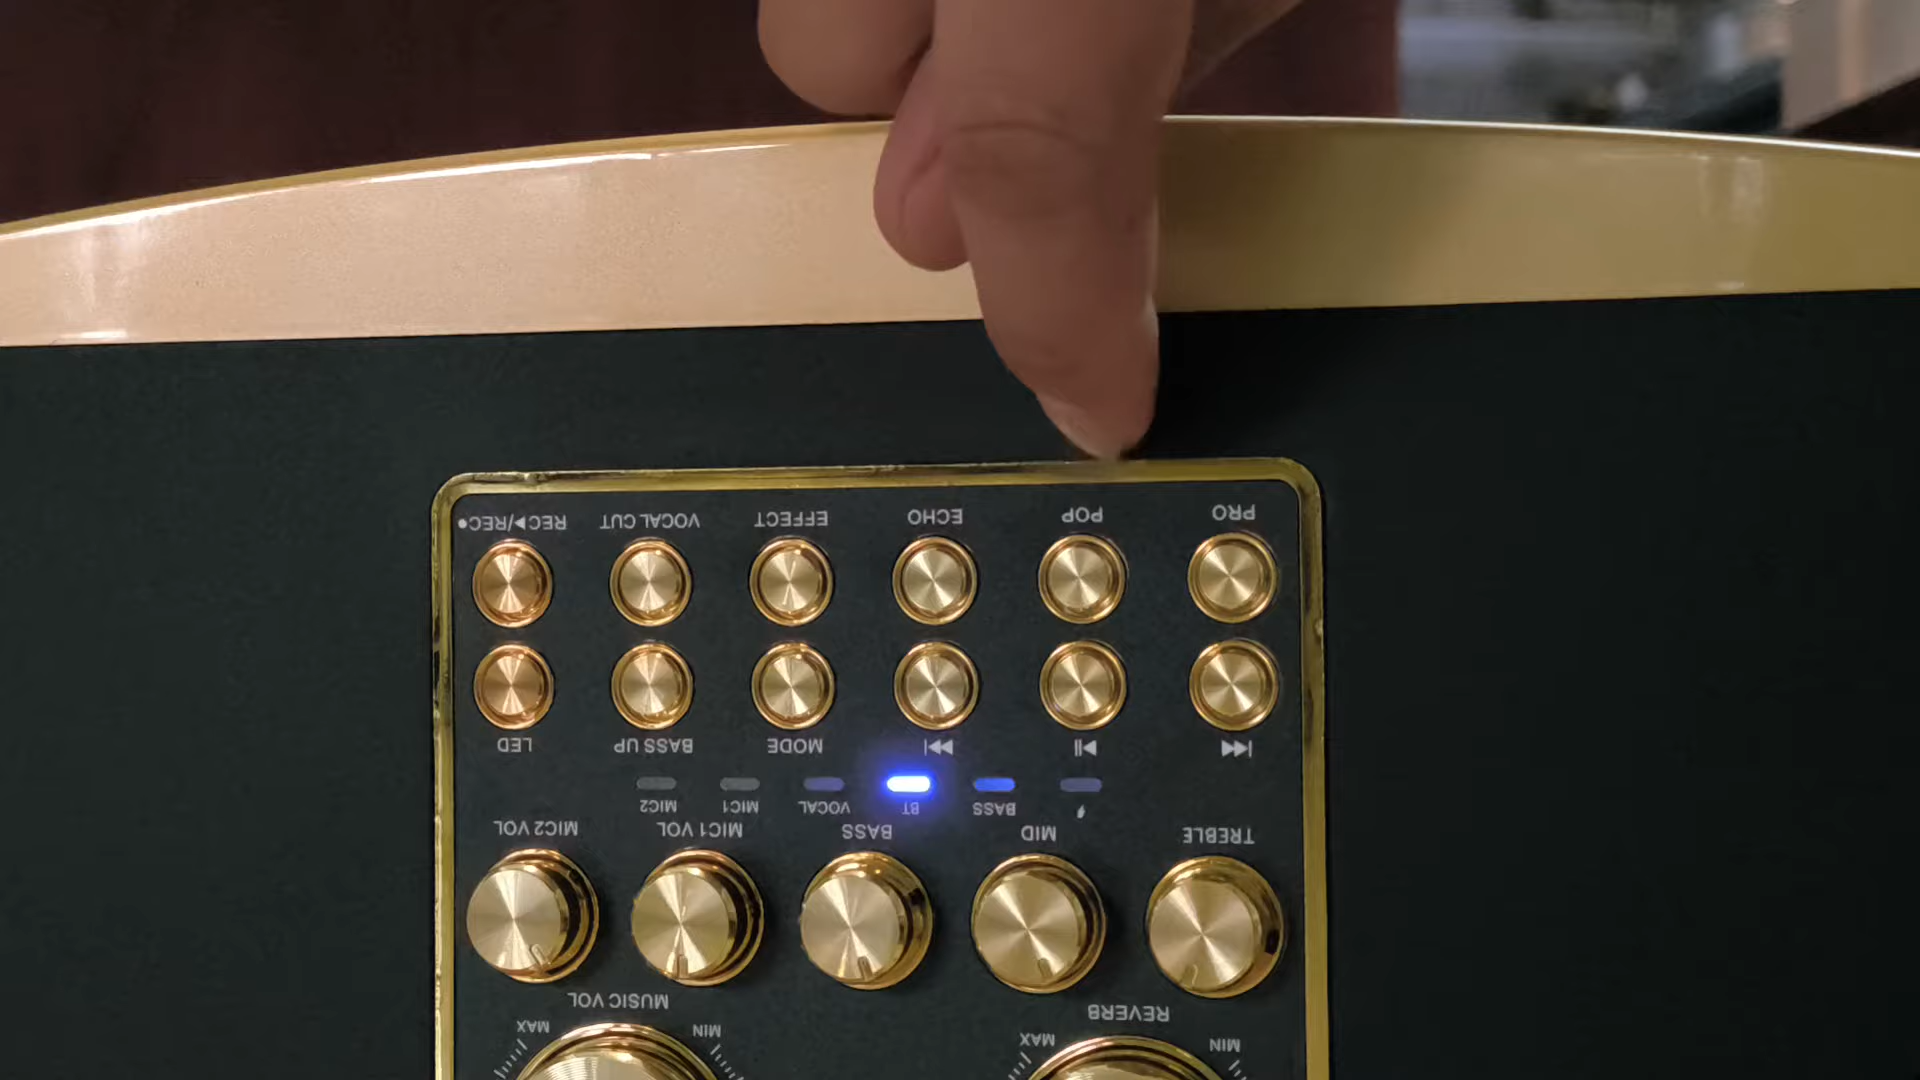 TREBLE MID BASS MIC1 VOL MIC2 VOL
REVERB MUSIC VOL
MIN MAX MIN MAX
BASS BT VOCAL MIC1 MIC2
MODE BASS UP LED
PRO POP ECHO EFFECT VOCAL CUT REC▶/REC●